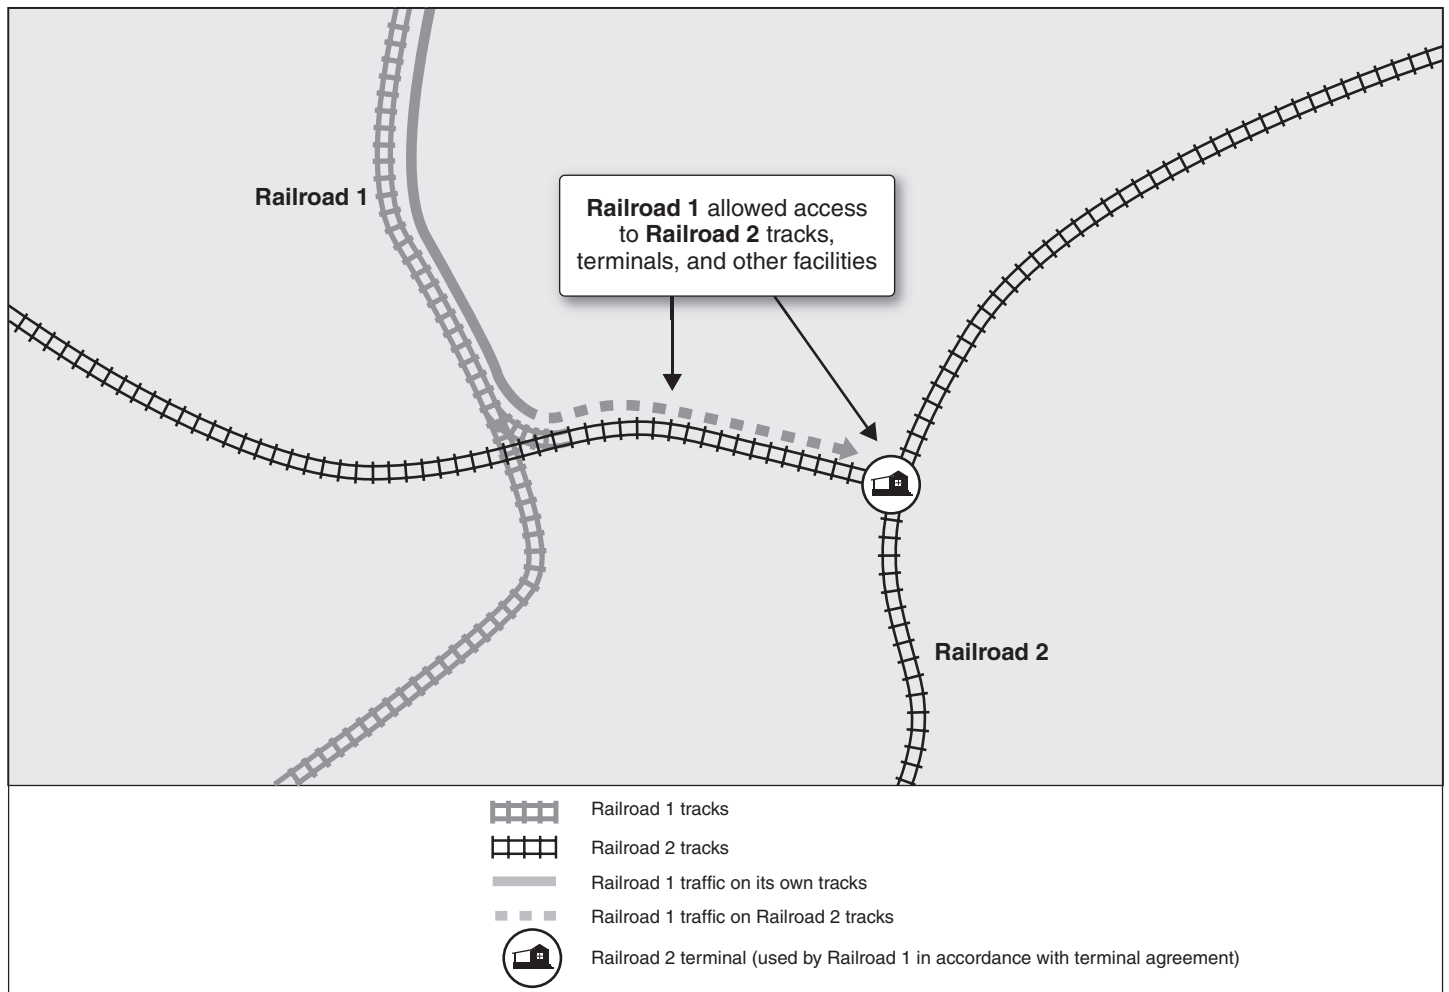 Railroad 1
Railroad 1 allowed access
to Railroad 2 tracks,
terminals, and other facilities
Railroad 2
Railroad 1 tracks
Railroad 2 tracks
Railroad 1 traffic on its own tracks
Railroad 1 traffic on Railroad 2 tracks
Railroad 2 terminal (used by Railroad 1 in accordance with terminal agreement)